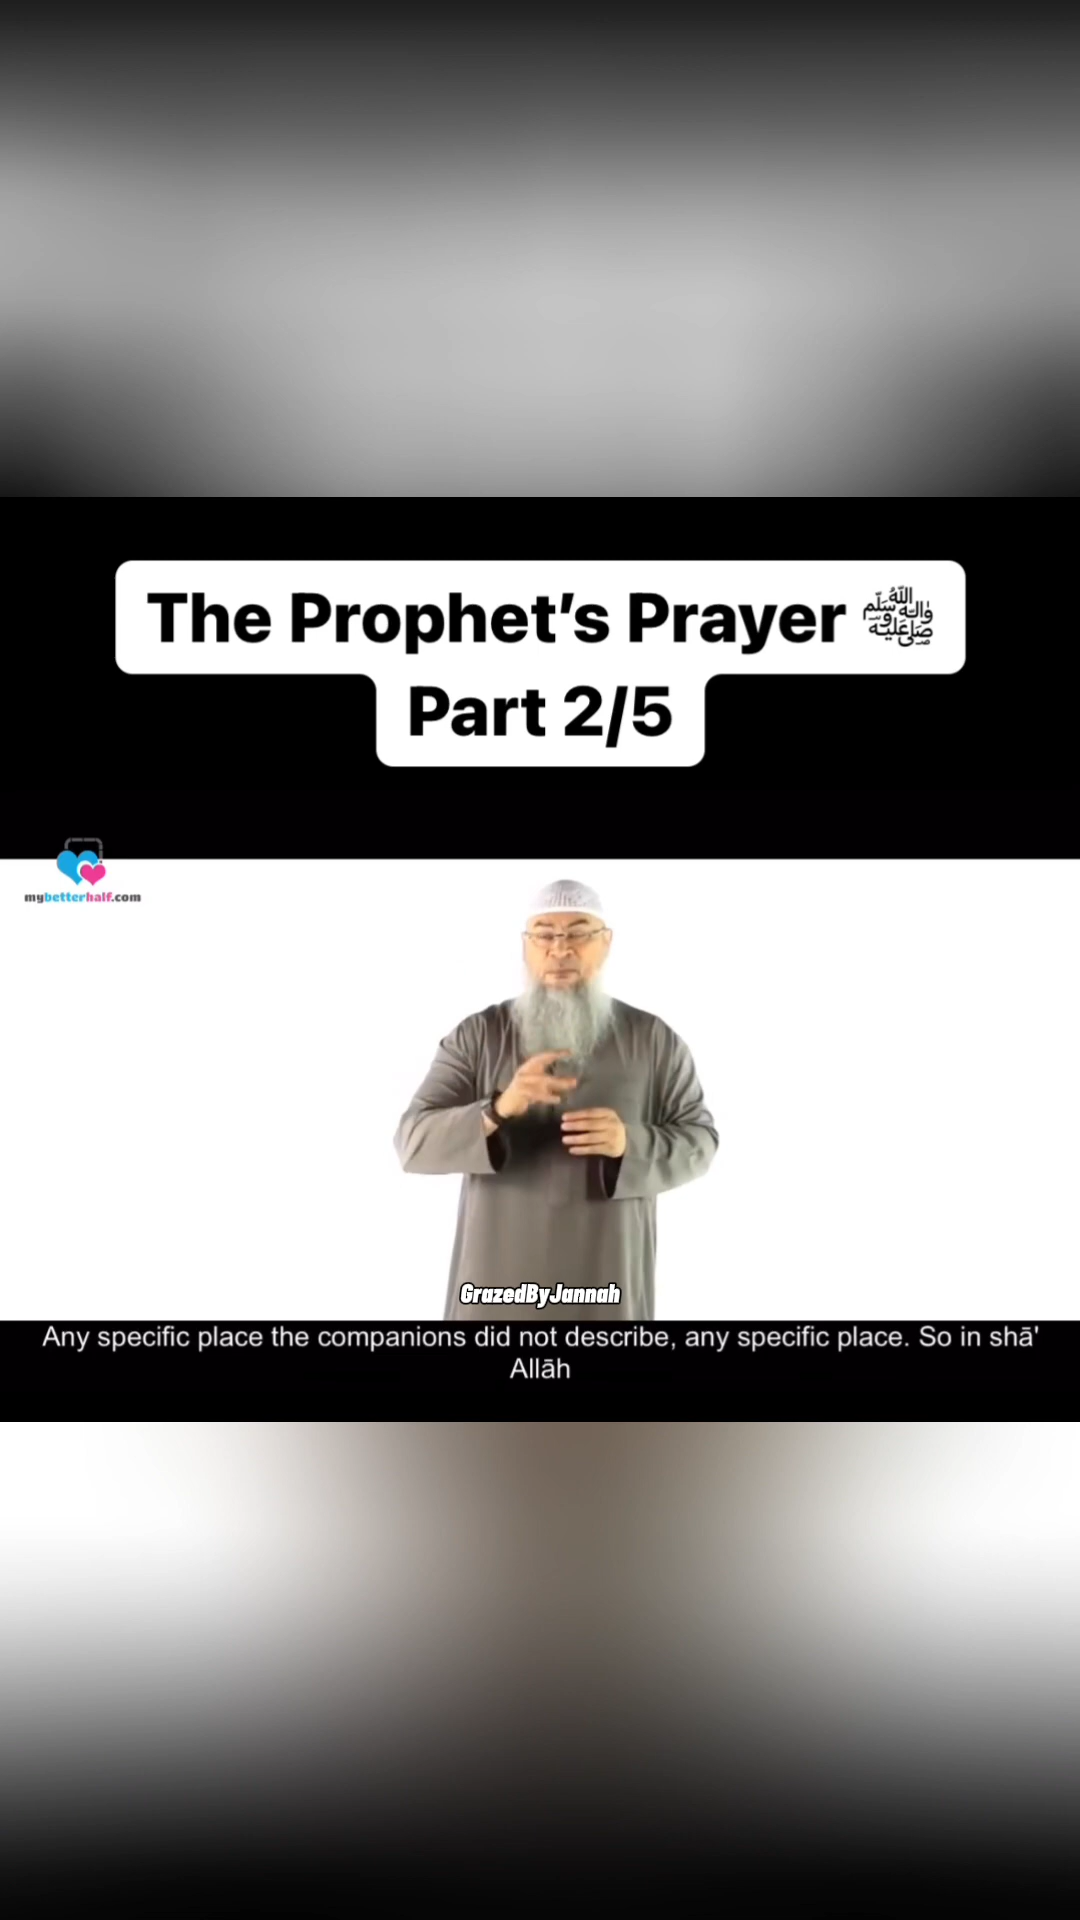 The Prophet’s Prayer ﷺ
Part 2/5
mybetterhalf.com
GrazedByJannah
Any specific place the companions did not describe, any specific place. So in shā'
Allāh